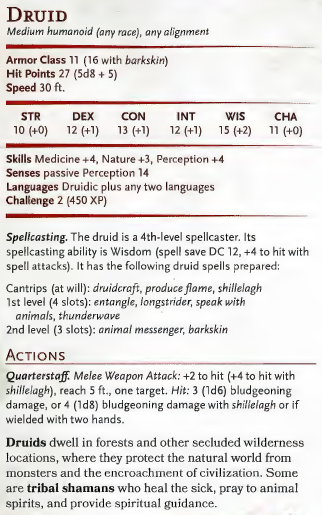 DRUID
Medium humanoid (any race), any alignment
Armor Class 11 (16 with barkskin)
Hit Points 27 (5d8 + 5)
Speed 30 ft.
STR DEX CON INT WIS CHA
10 (+0) 12 (+1) 13 (+1) 12 (+1) 15 (+2) 11 (+0)
Skills Medicine +4, Nature +3, Perception +4
Senses passive Perception 14
Languages Druidic plus any two languages
Challenge 2 (450 XP)
Spellcasting. The druid is a 4th-level spellcaster. Its
spellcasting ability is Wisdom (spell save DC 12, +4 to hit with
spell attacks). It has the following druid spells prepared:
Cantrips (at will): druidcraft, produce flame, shillelagh
1st level (4 slots): entangle, longstrider, speak with
animals, thunderwave
2nd level (3 slots): animal messenger, barkskin
ACTIONS
Quarterstaff. Melee Weapon Attack: +2 to hit (+4 to hit with
shillelagh), reach 5 ft., one target. Hit: 3 (1d6) bludgeoning
damage, or 4 (1d8) bludgeoning damage with shillelagh or if
wielded with two hands.
Druids dwell in forests and other secluded wilderness
locations, where they protect the natural world from
monsters and the encroachment of civilization. Some
are tribal shamans who heal the sick, pray to animal
spirits, and provide spiritual guidance.